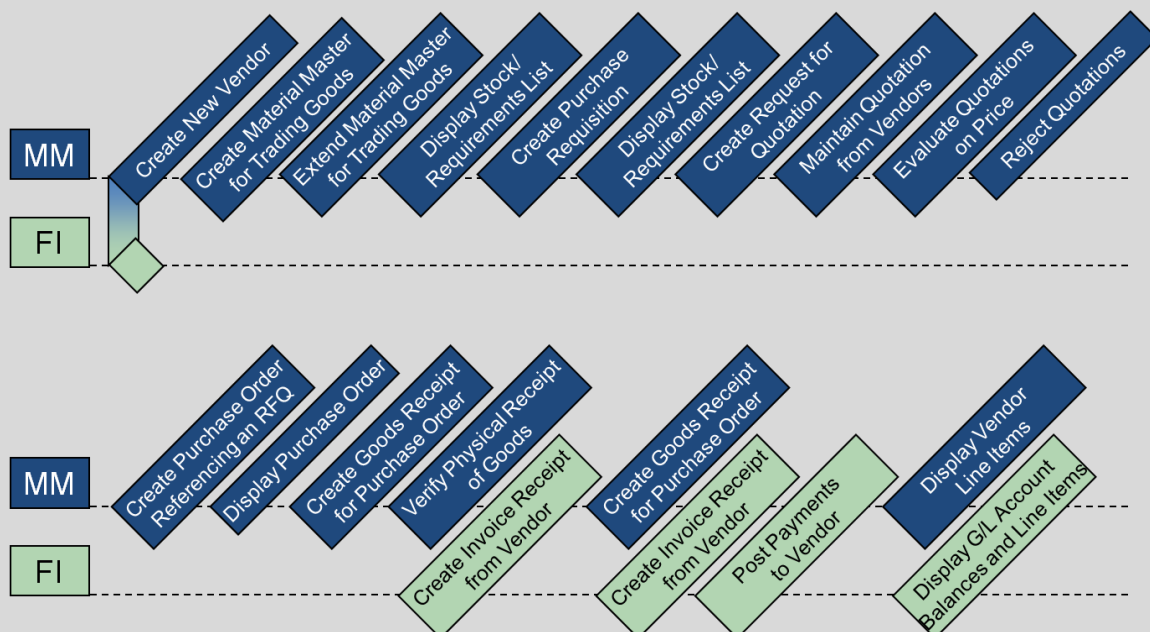 MM
Create New Vendor
Create Material Master
for Trading Goods
Extend Material Master
for Trading Goods
Display Stock/
Requirements List
Create Purchase
Requisition
Display Stock/
Requirements List
Create Request for
Quotation
Maintain Quotation
from Vendors
Evaluate Quotations
on Price
Reject Quotations
FI
MM
Create Purchase Order
Referencing an RFQ
Display Purchase Order
Create Goods Receipt
for Purchase Order
Verify Physical Receipt
of Goods
Create Goods Receipt
for Purchase Order
Display Vendor
Line Items
FI
Create Invoice Receipt
from Vendor
Create Invoice Receipt
from Vendor
Post Payments
to Vendor
Display G/L Account
Balances and Line Items